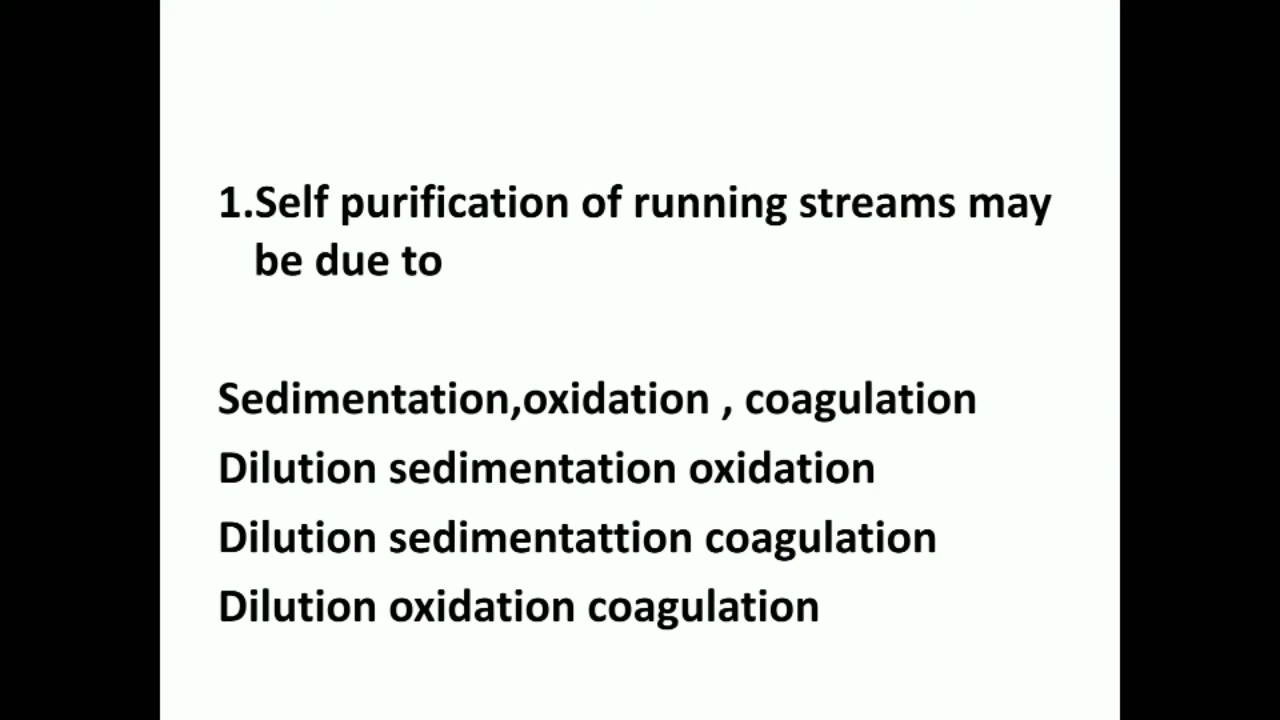 1.Self purification of running streams may
be due to
Sedimentation,oxidation , coagulation
Dilution sedimentation oxidation
Dilution sedimentattion coagulation
Dilution oxidation coagulation